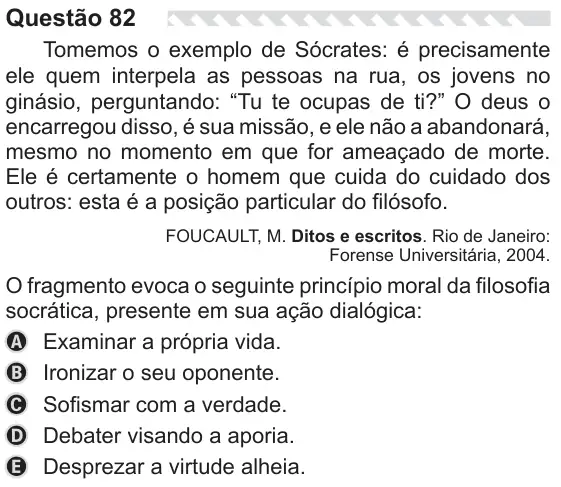 Questão 82
Tomemos o exemplo de Sócrates: é precisamente
ele quem interpela as pessoas na rua, os jovens no
ginásio, perguntando: “Tu te ocupas de ti?” O deus o
encarregou disso, é sua missão, e ele não a abandonará,
mesmo no momento em que for ameaçado de morte.
Ele é certamente o homem que cuida do cuidado dos
outros: esta é a posição particular do filósofo.
FOUCAULT, M. Ditos e escritos. Rio de Janeiro:
Forense Universitária, 2004.
O fragmento evoca o seguinte princípio moral da filosofia
socrática, presente em sua ação dialógica:
A Examinar a própria vida.
B Ironizar o seu oponente.
C Sofismar com a verdade.
D Debater visando a aporia.
E Desprezar a virtude alheia.